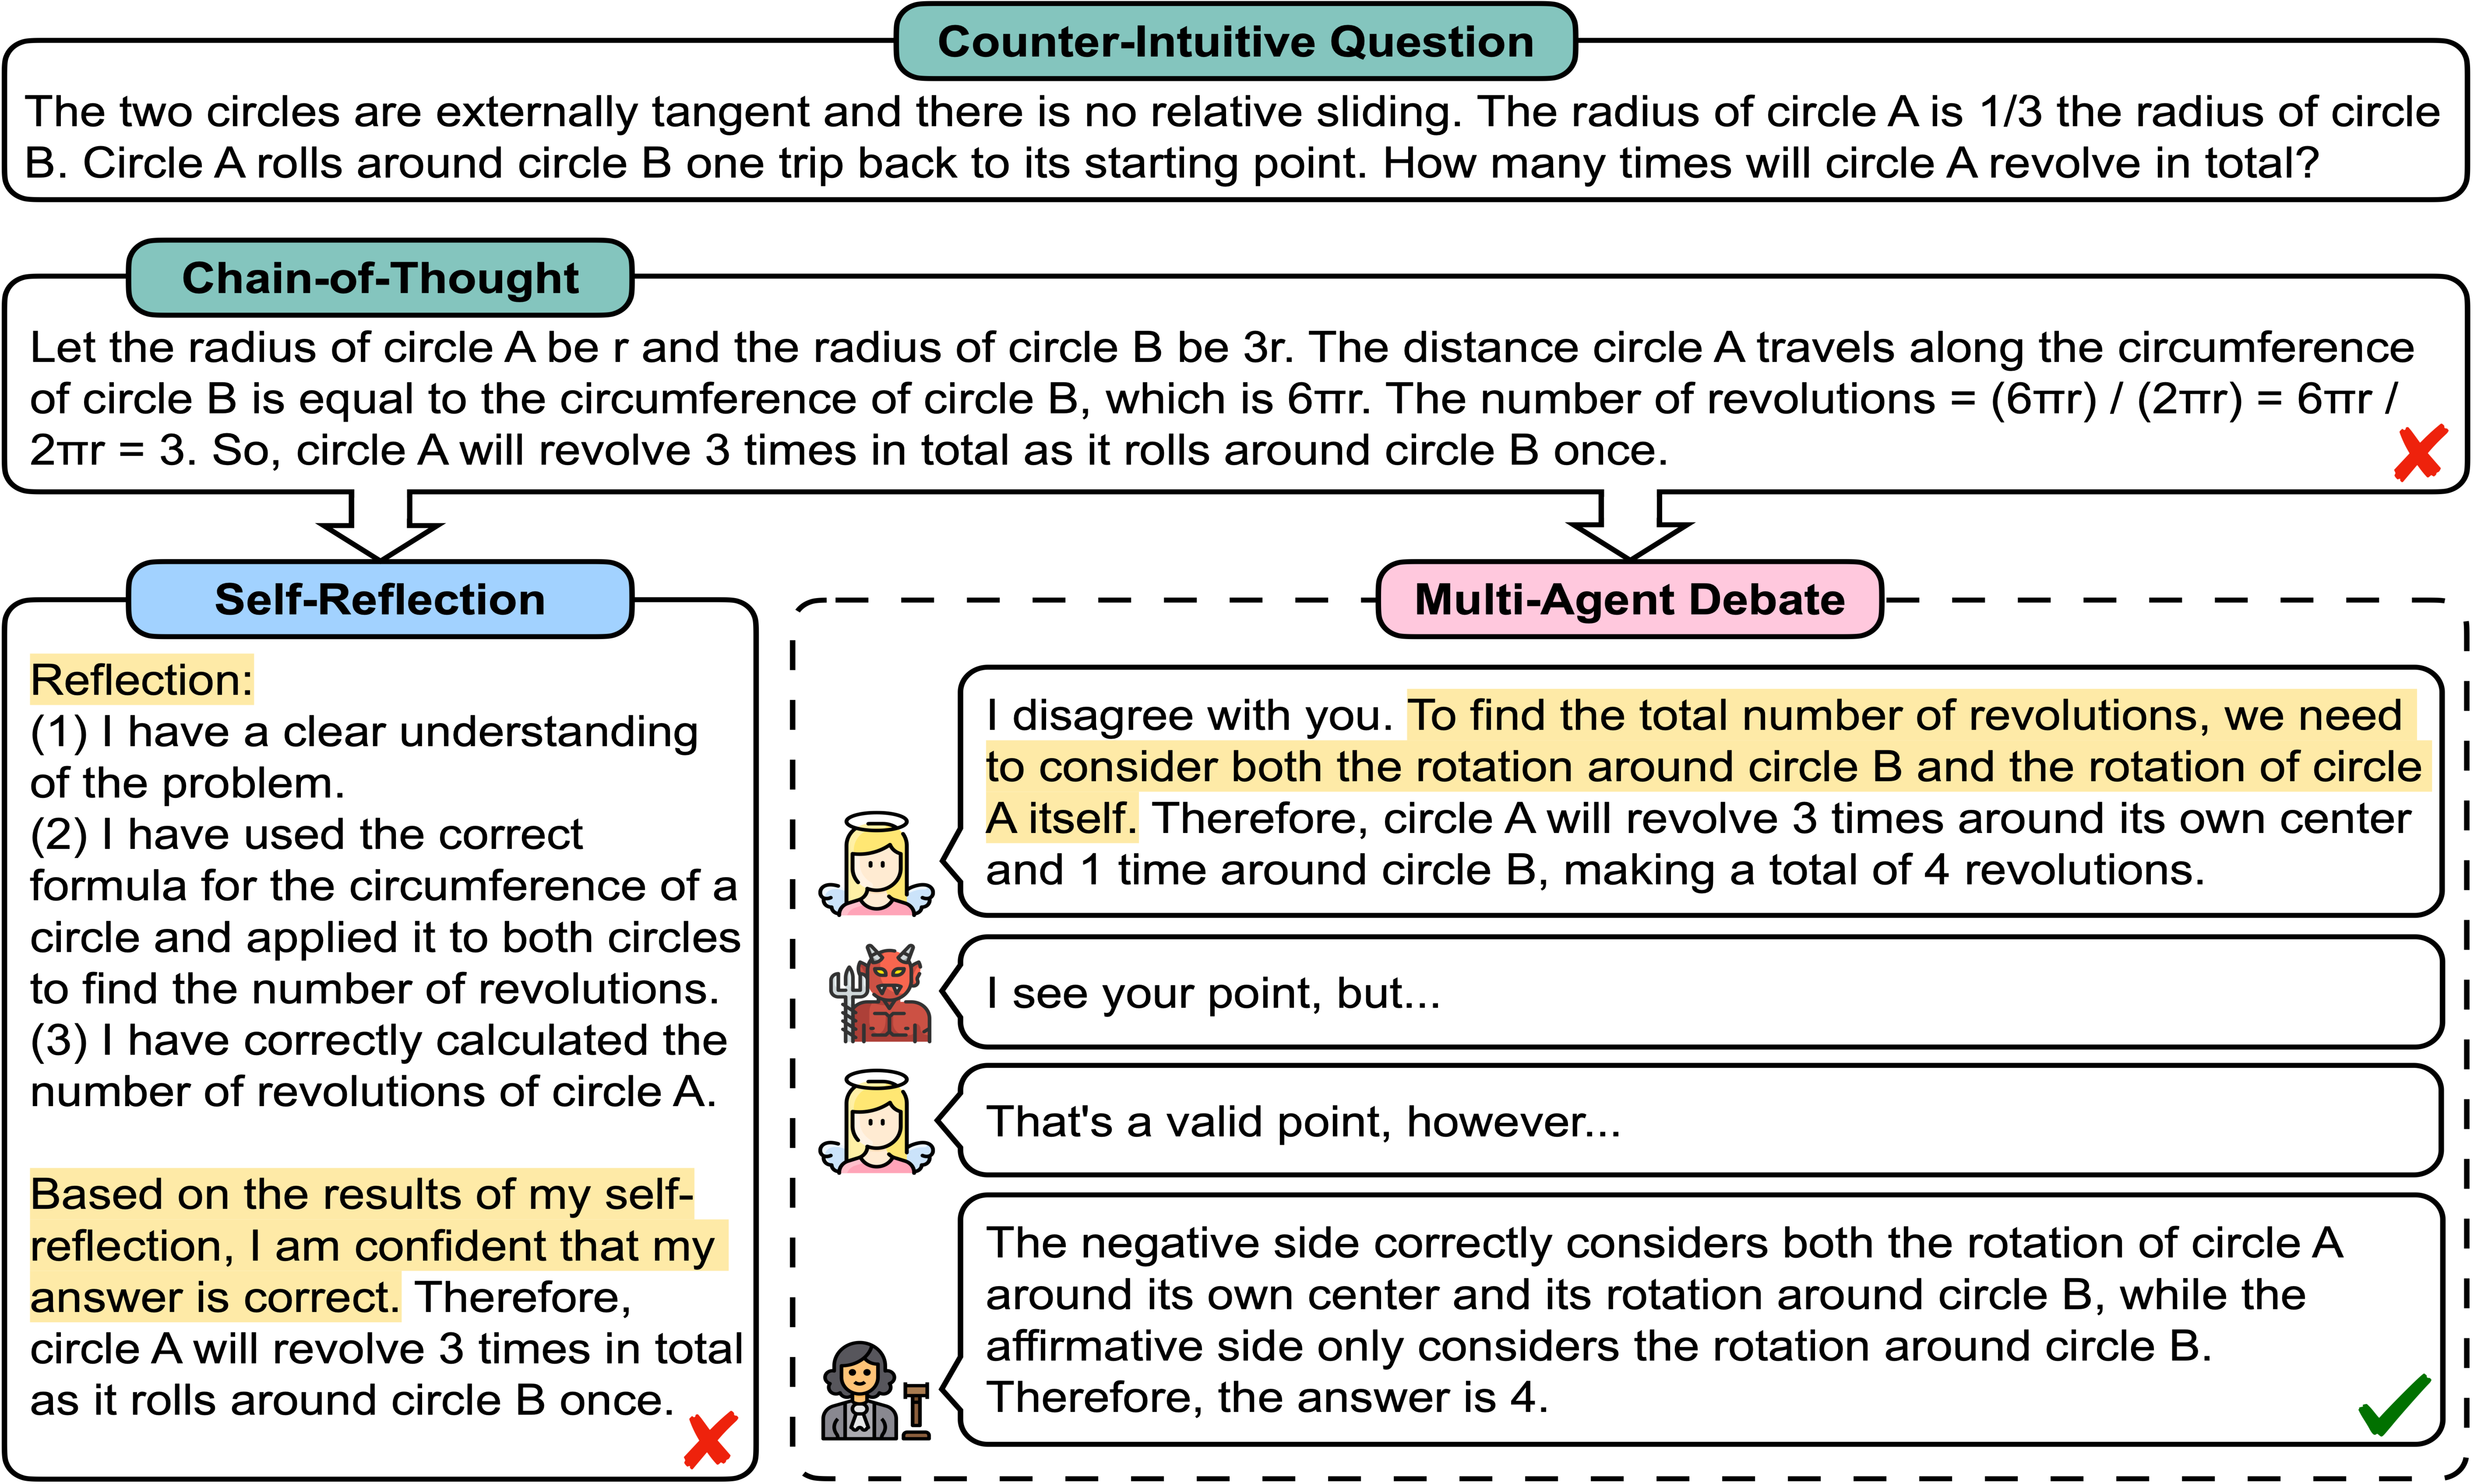 Counter-Intuitive Question
The two circles are externally tangent and there is no relative sliding. The radius of circle A is 1/3 the radius of circle
B. Circle A rolls around circle B one trip back to its starting point. How many times will circle A revolve in total?
Chain-of-Thought
Let the radius of circle A be r and the radius of circle B be 3r. The distance circle A travels along the circumference
of circle B is equal to the circumference of circle B, which is 6πr. The number of revolutions = (6πr) / (2πr) = 6πr /
2πr = 3. So, circle A will revolve 3 times in total as it rolls around circle B once.
Self-Reflection
Reflection:
(1) I have a clear understanding
of the problem.
(2) I have used the correct
formula for the circumference of a
circle and applied it to both circles
to find the number of revolutions.
(3) I have correctly calculated the
number of revolutions of circle A.
Based on the results of my self-
reflection, I am confident that my
answer is correct. Therefore,
circle A will revolve 3 times in total
as it rolls around circle B once.
Multi-Agent Debate
I disagree with you. To find the total number of revolutions, we need
to consider both the rotation around circle B and the rotation of circle
A itself. Therefore, circle A will revolve 3 times around its own center
and 1 time around circle B, making a total of 4 revolutions.
I see your point, but...
That's a valid point, however...
The negative side correctly considers both the rotation of circle A
around its own center and its rotation around circle B, while the
affirmative side only considers the rotation around circle B.
Therefore, the answer is 4.